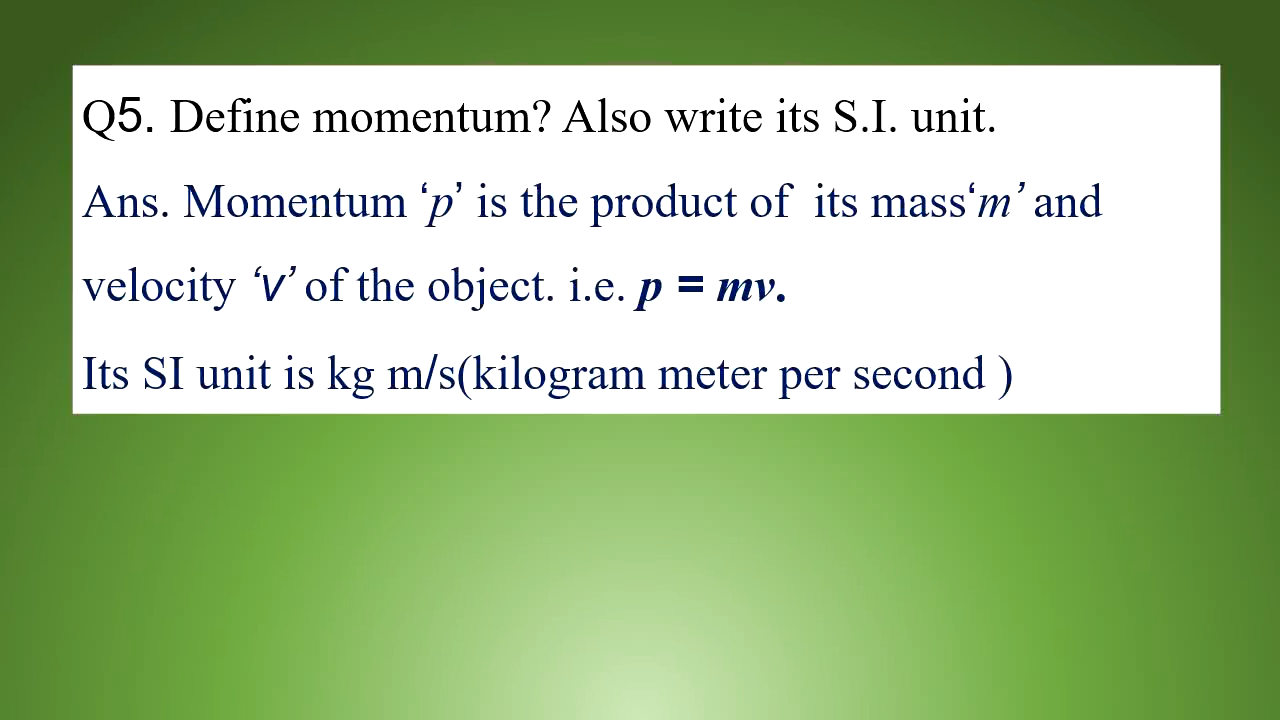 Q5. Define momentum? Also write its S.I. unit.
Ans. Momentum ‘p’ is the product of its mass‘m’ and
velocity ‘v’ of the object. i.e. p = mv.
Its SI unit is kg m/s(kilogram meter per second )